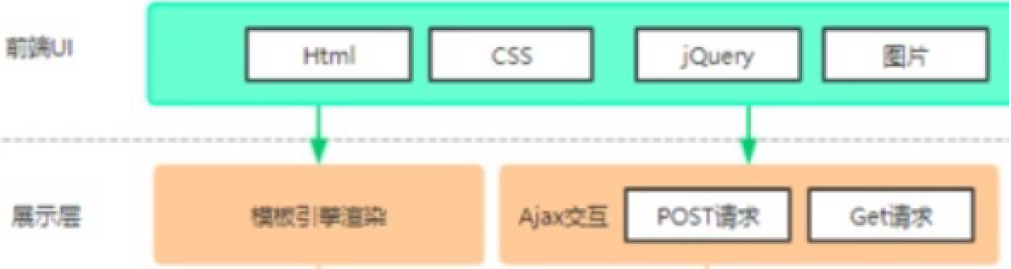 前端UI
Html
CSS
jQuery
图片
展示层
模板引擎渲染
Ajax交互
POST请求
Get请求